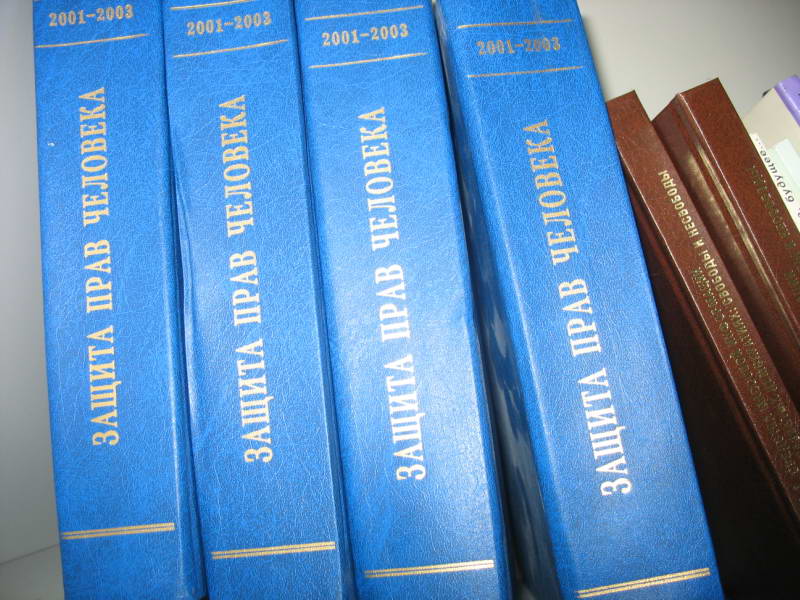 2001-2003
ЗАЩИТА ПРАВ ЧЕЛОВЕКА
2001-2003
ЗАЩИТА ПРАВ ЧЕЛОВЕКА
2001-2003
ЗАЩИТА ПРАВ ЧЕЛОВЕКА
2001-2003
ЗАЩИТА ПРАВ ЧЕЛОВЕКА
СВОБОДЫ И НЕСВОБОДЫ
будущее...